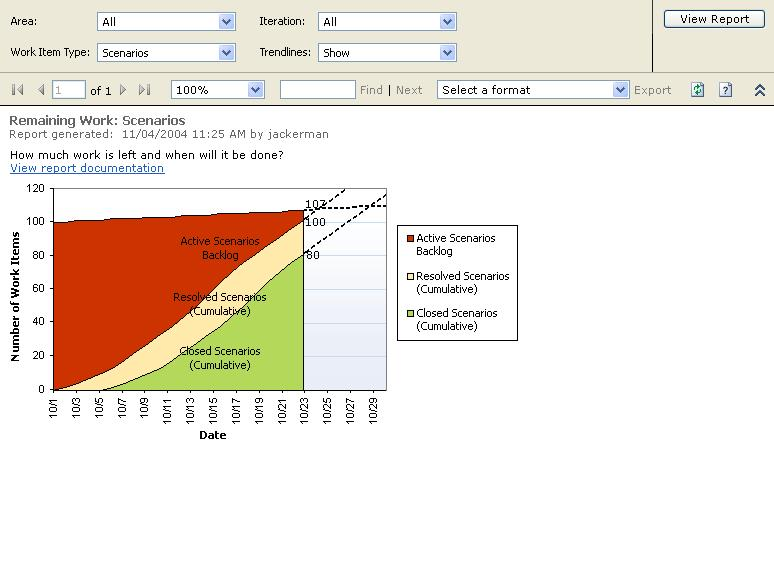 Area: All Iteration: All View Report
Work Item Type: Scenarios Trendlines: Show
1 of 1 100% Find | Next Select a format Export
Remaining Work: Scenarios
Report generated: 11/04/2004 11:25 AM by jackerman
How much work is left and when will it be done?
View report documentation
120
100
80
60
40
20
0
Number of Work Items
107
100
80
Active Scenarios
Backlog
Resolved Scenarios
(Cumulative)
Closed Scenarios
(Cumulative)
10/1 10/3 10/5 10/7 10/9 10/11 10/13 10/15 10/17 10/19 10/21 10/23 10/25 10/27 10/29
Date
Active Scenarios
Backlog
Resolved Scenarios
(Cumulative)
Closed Scenarios
(Cumulative)